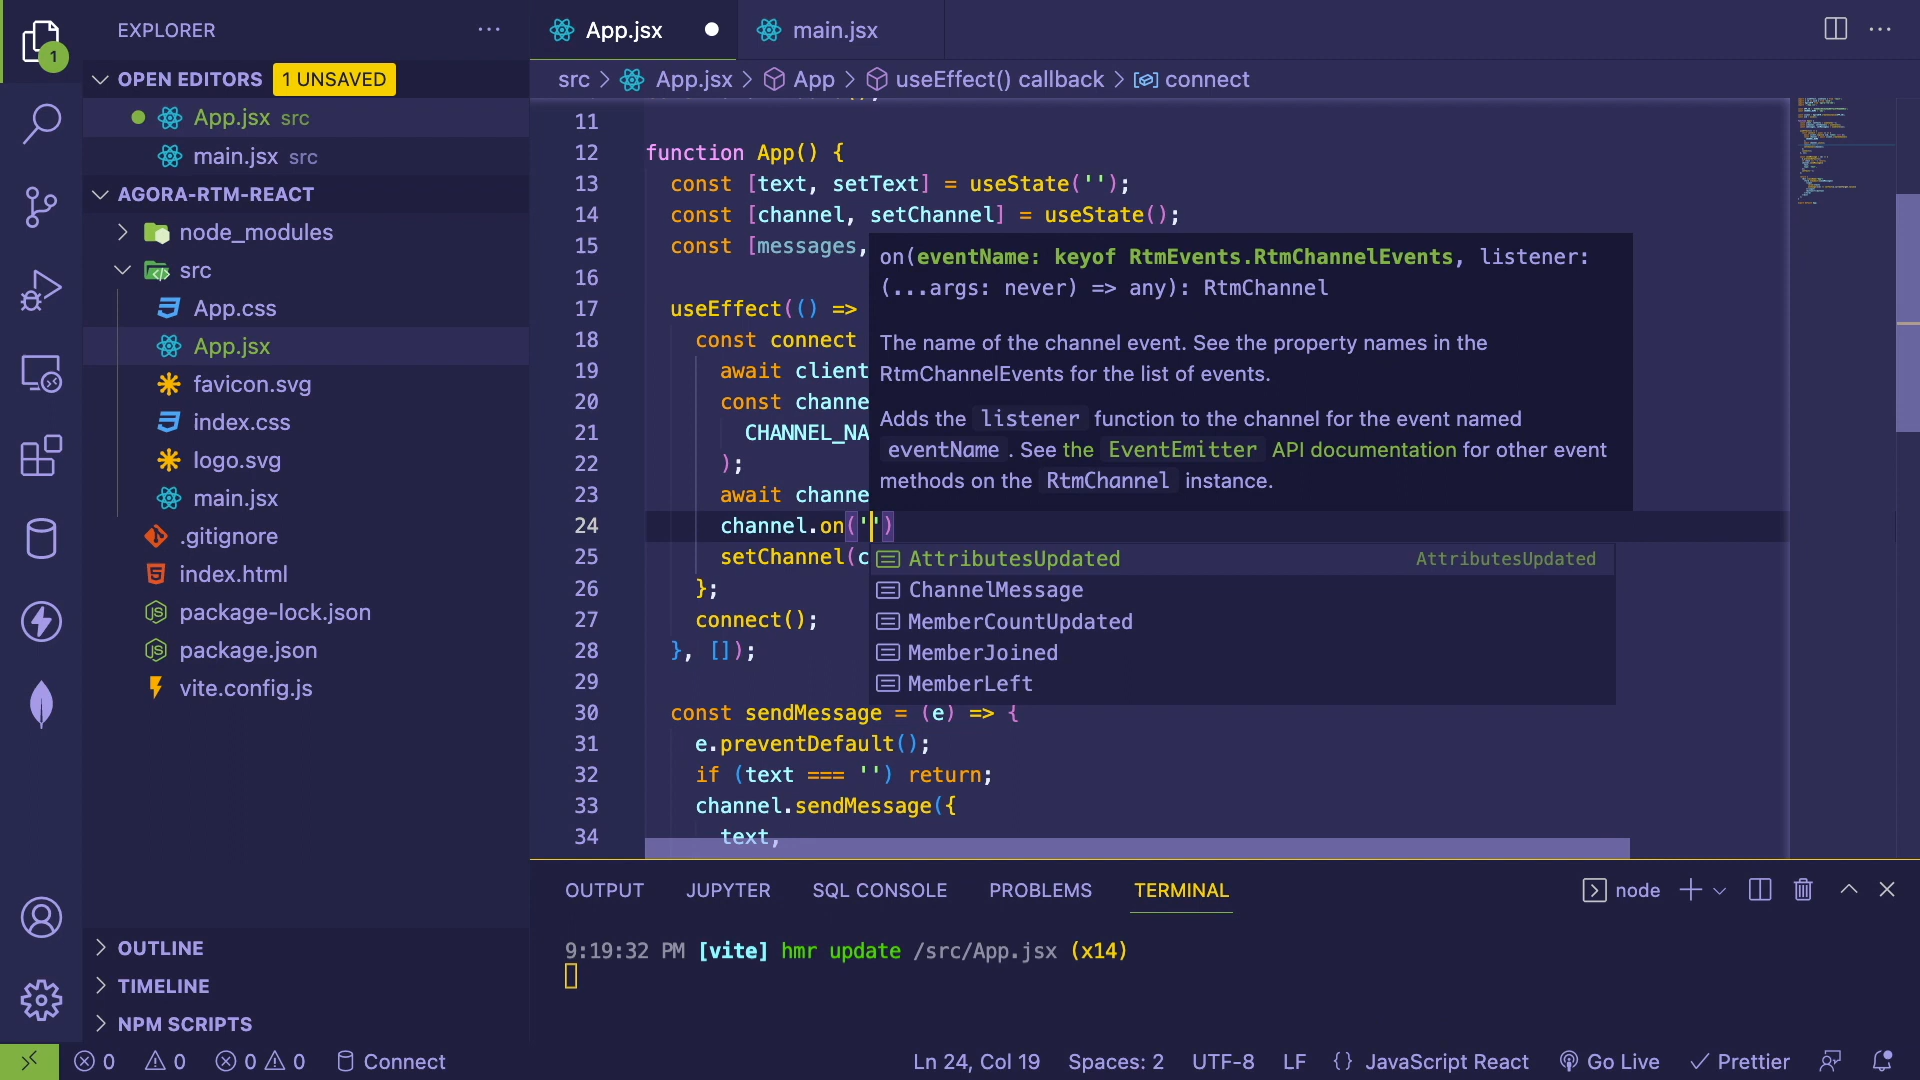 EXPLORER
1
OPEN EDITORS 1 UNSAVED
App.jsx src
main.jsx src
AGORA-RTM-REACT
node_modules
src
App.css
App.jsx
favicon.svg
index.css
logo.svg
main.jsx
.gitignore
index.html
package-lock.json
package.json
vite.config.js
OUTLINE
TIMELINE
NPM SCRIPTS
App.jsx
main.jsx
src > App.jsx > App > useEffect() callback > connect
11
12 function App() {
13 const [text, setText] = useState('');
14 const [channel, setChannel] = useState();
15 const [messages,
16
17 useEffect(() =>
18 const connect
19 await client
20 const channe
21 CHANNEL_NA
22 );
23 await channe
24 channel.on('')
25 setChannel(c
26 };
27 connect();
28 }, []);
29
30 const sendMessage = (e) => {
31 e.preventDefault();
32 if (text === '') return;
33 channel.sendMessage({
34 text,
on(eventName: keyof RtmEvents.RtmChannelEvents, listener:
(...args: never) => any): RtmChannel
The name of the channel event. See the property names in the
RtmChannelEvents for the list of events.
Adds the listener function to the channel for the event named
eventName . See the EventEmitter API documentation for other event
methods on the RtmChannel instance.
AttributesUpdated AttributesUpdated
ChannelMessage
MemberCountUpdated
MemberJoined
MemberLeft
OUTPUT JUPYTER SQL CONSOLE PROBLEMS TERMINAL node
9:19:32 PM [vite] hmr update /src/App.jsx (x14)
0 0 0 0 Connect Ln 24, Col 19 Spaces: 2 UTF-8 LF {} JavaScript React Go Live Prettier